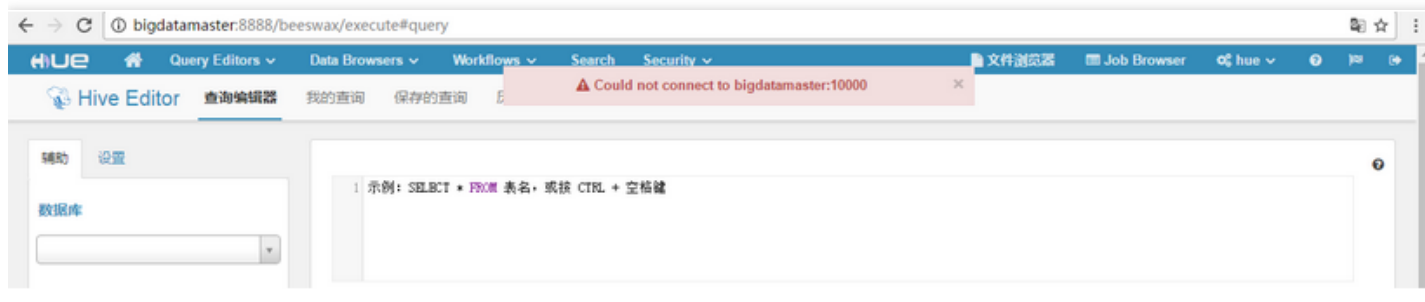 bigdatamaster:8888/beeswax/execute#query
HUE Query Editors Data Browsers Workflows Search Security 文件浏览器 Job Browser hue
Could not connect to bigdatamaster:10000 ×
Hive Editor 查询编辑器 我的查询 保存的查询
辅助 设置
1 示例: SELECT * FROM 表名, 或按 CTRL + 空格键
数据库